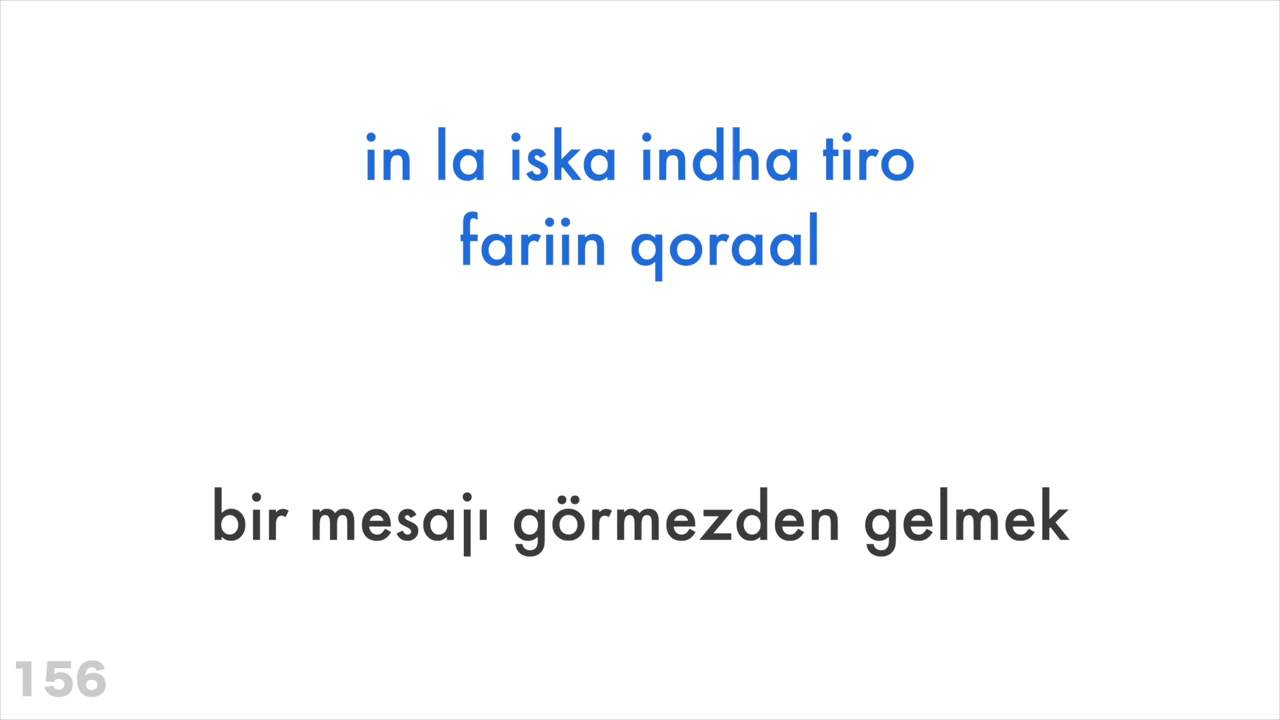 in la iska indha tiro
fariin qoraal
bir mesajı görmezden gelmek
156